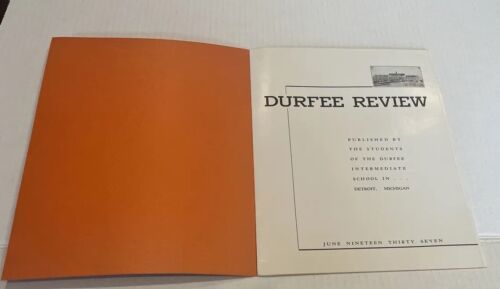 DURFEE REVIEW
PUBLISHED BY
THE STUDENTS
OF THE DURFEE
INTERMEDIATE
SCHOOL IN . . .
DETROIT, MICHIGAN
JUNE NINETEEN THIRTY SEVEN